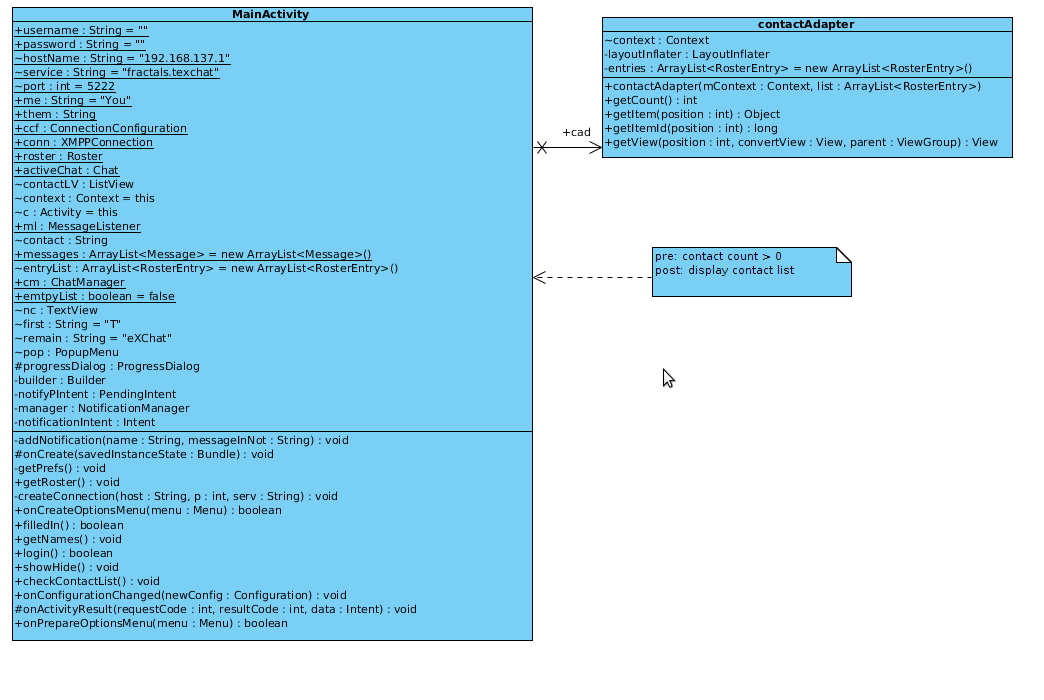 MainActivity
+username : String = ""
+password : String = ""
~hostName : String = "192.168.137.1"
~service : String = "fractals.texchat"
~port : int = 5222
+me : String = "You"
+them : String
+ccf : ConnectionConfiguration
+conn : XMPPConnection
+roster : Roster
+activeChat : Chat
~contactLV : ListView
~context : Context = this
~c : Activity = this
+ml : MessageListener
~contact : String
+messages : ArrayList<Message> = new ArrayList<Message>()
~entryList : ArrayList<RosterEntry> = new ArrayList<RosterEntry>()
+cm : ChatManager
+emtpyList : boolean = false
~nc : TextView
~first : String = "T"
~remain : String = "eXChat"
~pop : PopupMenu
#progressDialog : ProgressDialog
-builder : Builder
-notifyPIntent : PendingIntent
-manager : NotificationManager
-notificationIntent : Intent
-addNotification(name : String, messageInNot : String) : void
#onCreate(savedInstanceState : Bundle) : void
-getPrefs() : void
+getRoster() : void
-createConnection(host : String, p : int, serv : String) : void
+onCreateOptionsMenu(menu : Menu) : boolean
+filledIn() : boolean
+getNames() : void
+login() : boolean
+showHide() : void
+checkContactList() : void
+onConfigurationChanged(newConfig : Configuration) : void
#onActivityResult(requestCode : int, resultCode : int, data : Intent) : void
+onPrepareOptionsMenu(menu : Menu) : boolean
+cad
contactAdapter
~context : Context
-layoutInflater : LayoutInflater
-entries : ArrayList<RosterEntry> = new ArrayList<RosterEntry>()
+contactAdapter(mContext : Context, list : ArrayList<RosterEntry>)
+getCount() : int
+getItem(position : int) : Object
+getItemId(position : int) : long
+getView(position : int, convertView : View, parent : ViewGroup) : View
pre: contact count > 0
post: display contact list